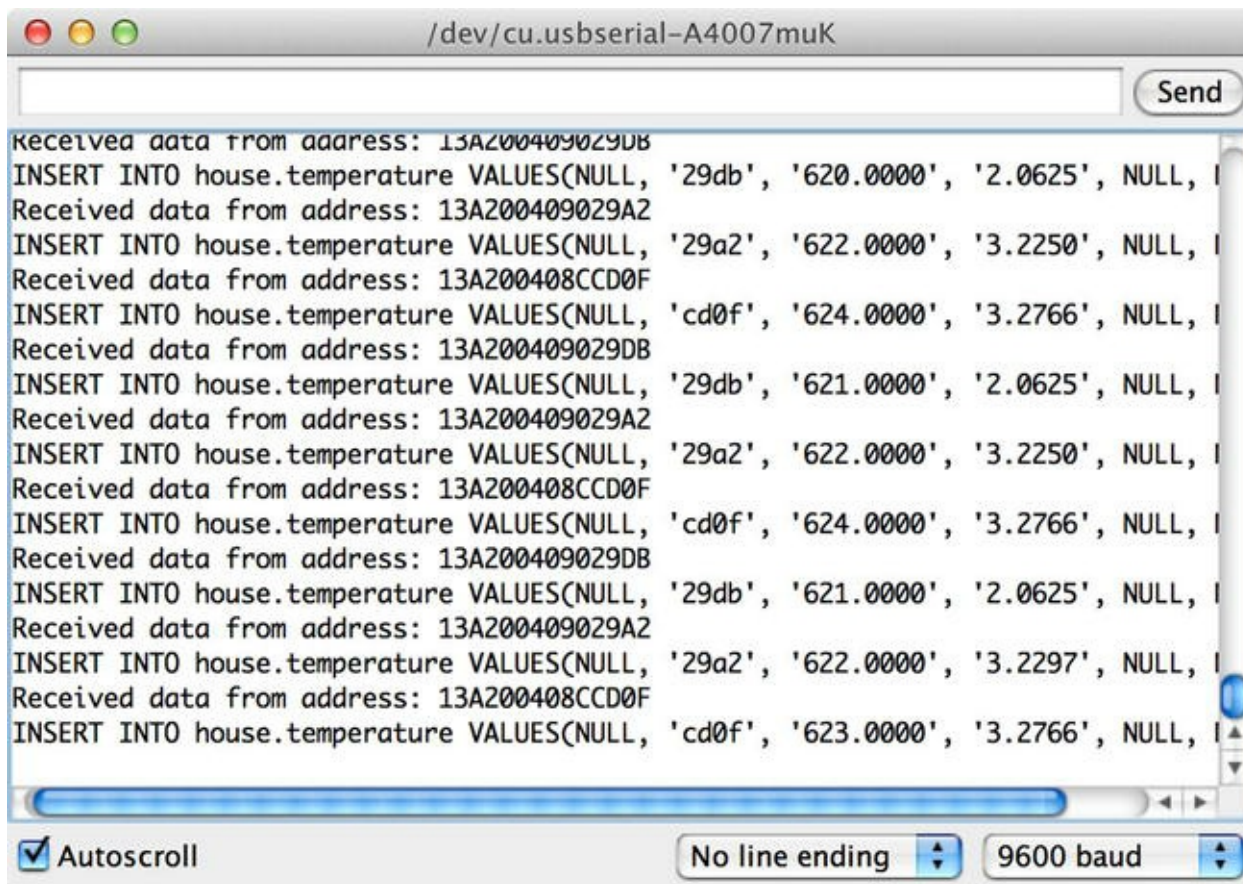 /dev/cu.usbserial-A4007muK
Send
Received data from address: 13A200409029DB
INSERT INTO house.temperature VALUES(NULL, '29db', '620.0000', '2.0625', NULL,
Received data from address: 13A200409029A2
INSERT INTO house.temperature VALUES(NULL, '29a2', '622.0000', '3.2250', NULL,
Received data from address: 13A200408CCD0F
INSERT INTO house.temperature VALUES(NULL, 'cd0f', '624.0000', '3.2766', NULL,
Received data from address: 13A200409029DB
INSERT INTO house.temperature VALUES(NULL, '29db', '621.0000', '2.0625', NULL,
Received data from address: 13A200409029A2
INSERT INTO house.temperature VALUES(NULL, '29a2', '622.0000', '3.2250', NULL,
Received data from address: 13A200408CCD0F
INSERT INTO house.temperature VALUES(NULL, 'cd0f', '624.0000', '3.2766', NULL,
Received data from address: 13A200409029DB
INSERT INTO house.temperature VALUES(NULL, '29db', '621.0000', '2.0625', NULL,
Received data from address: 13A200409029A2
INSERT INTO house.temperature VALUES(NULL, '29a2', '622.0000', '3.2297', NULL,
Received data from address: 13A200408CCD0F
INSERT INTO house.temperature VALUES(NULL, 'cd0f', '623.0000', '3.2766', NULL,
Autoscroll
No line ending
9600 baud